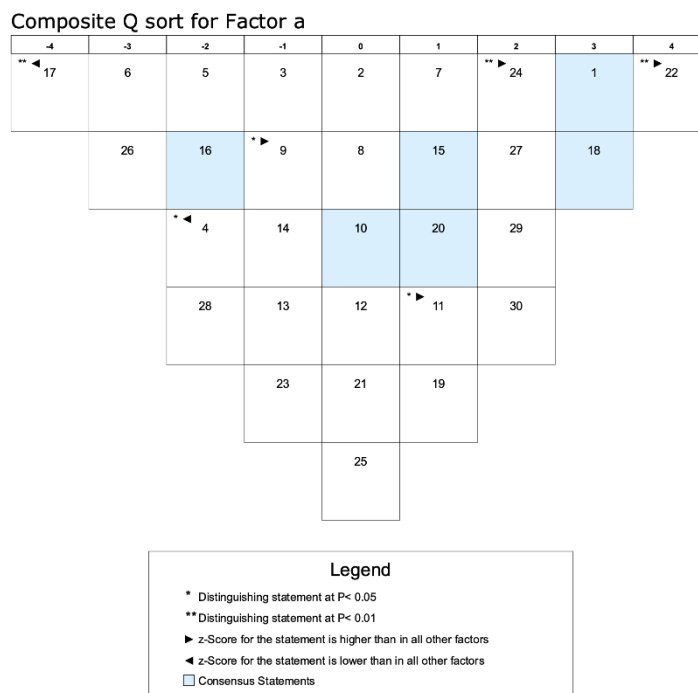 Composite Q sort for Factor a
-4 -3 -2 -1 0 1 2 3 4
** ◄ 17 6 5 3 2 7 ** ► 24 1 ** ► 22
26 16 * ► 9 8 15 27 18
* ◄ 4 14 10 20 29
28 13 12 * ► 11 30
23 21 19
25
Legend
* Distinguishing statement at P< 0.05
** Distinguishing statement at P< 0.01
► z-Score for the statement is higher than in all other factors
◄ z-Score for the statement is lower than in all other factors
Consensus Statements